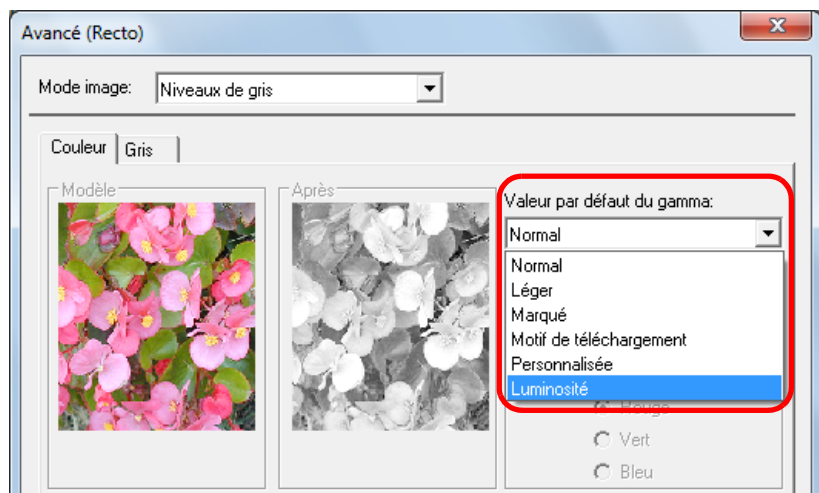 Avancé (Recto)
Mode image: Niveaux de gris
Couleur Gris
Modèle
Après
Valeur par défaut du gamma:
Normal
Normal
Léger
Marqué
Motif de téléchargement
Personnalisée
Luminosité
Rouge
Vert
Bleu